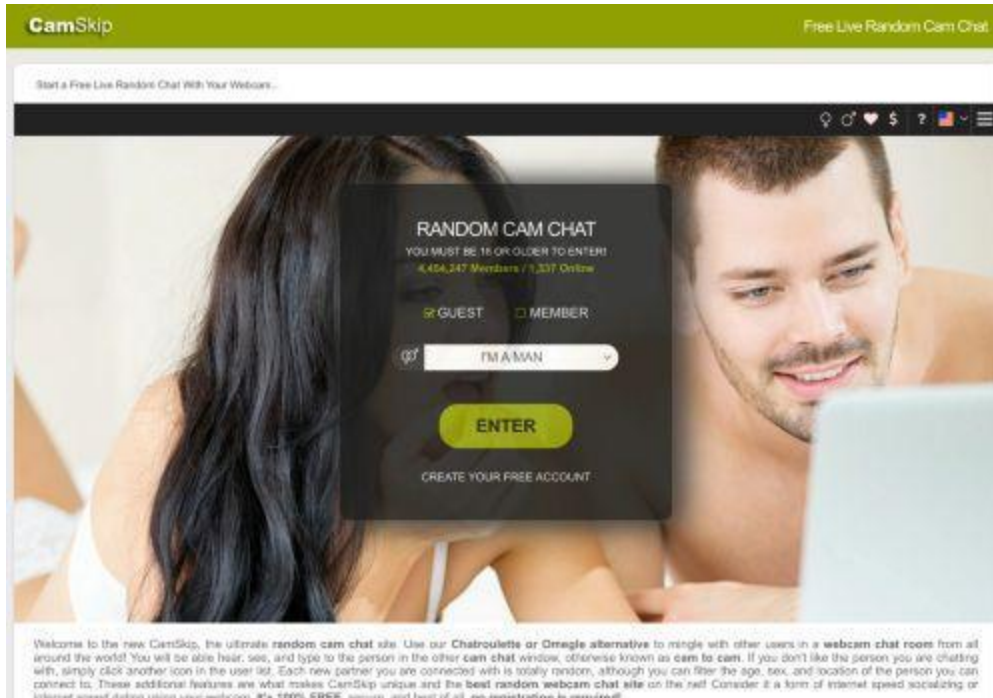 CamSkip
Free Live Random Cam Chat
Start a Free Live Random Chat With Your Webcam...
$ ?
RANDOM CAM CHAT
YOU MUST BE 18 OR OLDER TO ENTER!
4,484,247 Members / 1,337 Online
GUEST MEMBER
I'M A MAN
ENTER
CREATE YOUR FREE ACCOUNT
Welcome to the new CamSkip, the ultimate random cam chat site. Use our Chatroulette or Omegle alternative to mingle with other users in a webcam chat room from all
around the world! You will be able hear, see, and type to the person in the other cam chat window, otherwise known as cam to cam. If you don't like the person you are chatting
with, simply click another icon in the user list. Each new partner you are connected with is totally random, although you can filter the age, sex, and location of the person you can
connect to. These additional features are what makes CamSkip unique and the best random webcam chat site on the net! Consider it a form of internet speed socializing or
internet speed dating using your webcam. It's 100% FREE, secure, and best of all, no registration is required!